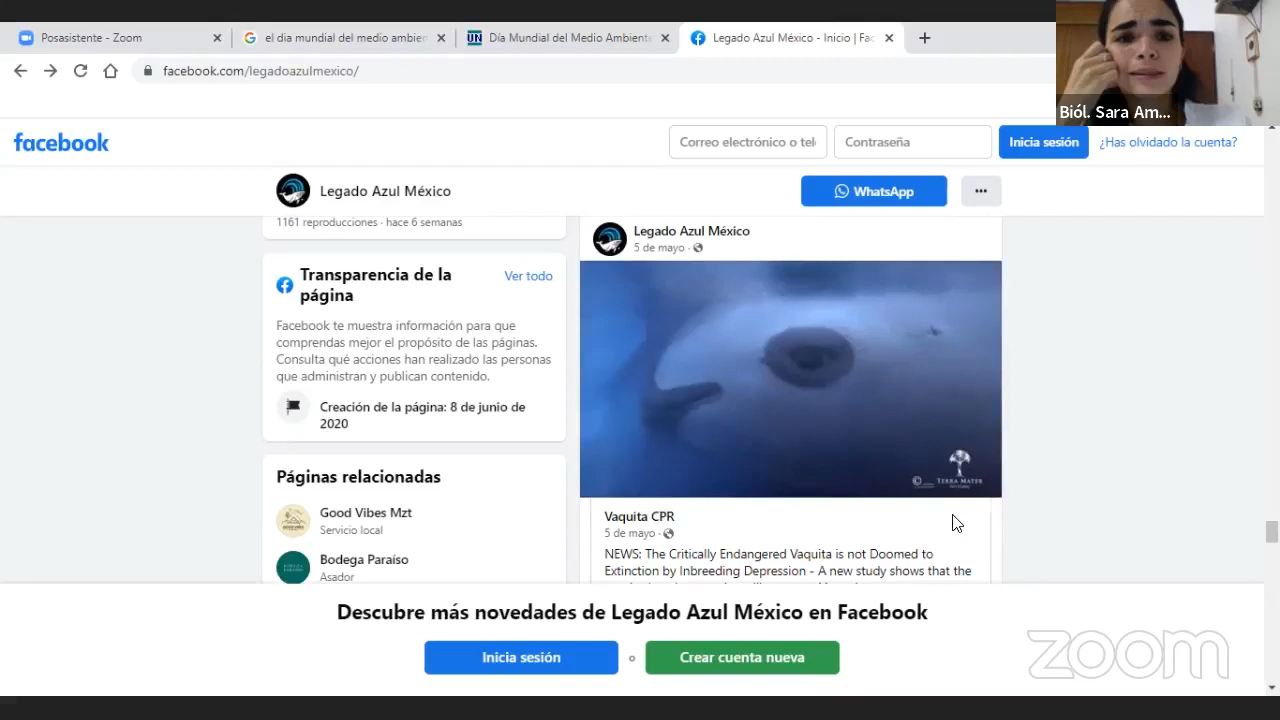 Posasistente - Zoom
el dia mundial del medio ambien
Día Mundial del Medio Ambiente
Legado Azul México - Inicio | Fac
facebook.com/legadoazulmexico/
Biól. Sara Am...
facebook
Correo electrónico o tel
Contraseña
Inicia sesión
¿Has olvidado la cuenta?
Legado Azul México
WhatsApp
1161 reproducciones · hace 6 semanas
Transparencia de la
página
Ver todo
Facebook te muestra información para que
comprendas mejor el propósito de las páginas.
Consulta qué acciones han realizado las personas
que administran y publican contenido.
Creación de la página: 8 de junio de
2020
Páginas relacionadas
Good Vibes Mzt
Servicio local
Bodega Paraíso
Asador
Legado Azul México
5 de mayo ·
©
TERRA MATER
Vaquita CPR
5 de mayo ·
NEWS: The Critically Endangered Vaquita is not Doomed to
Extinction by Inbreeding Depression - A new study shows that the
Descubre más novedades de Legado Azul México en Facebook
Inicia sesión
o
Crear cuenta nueva
zoom